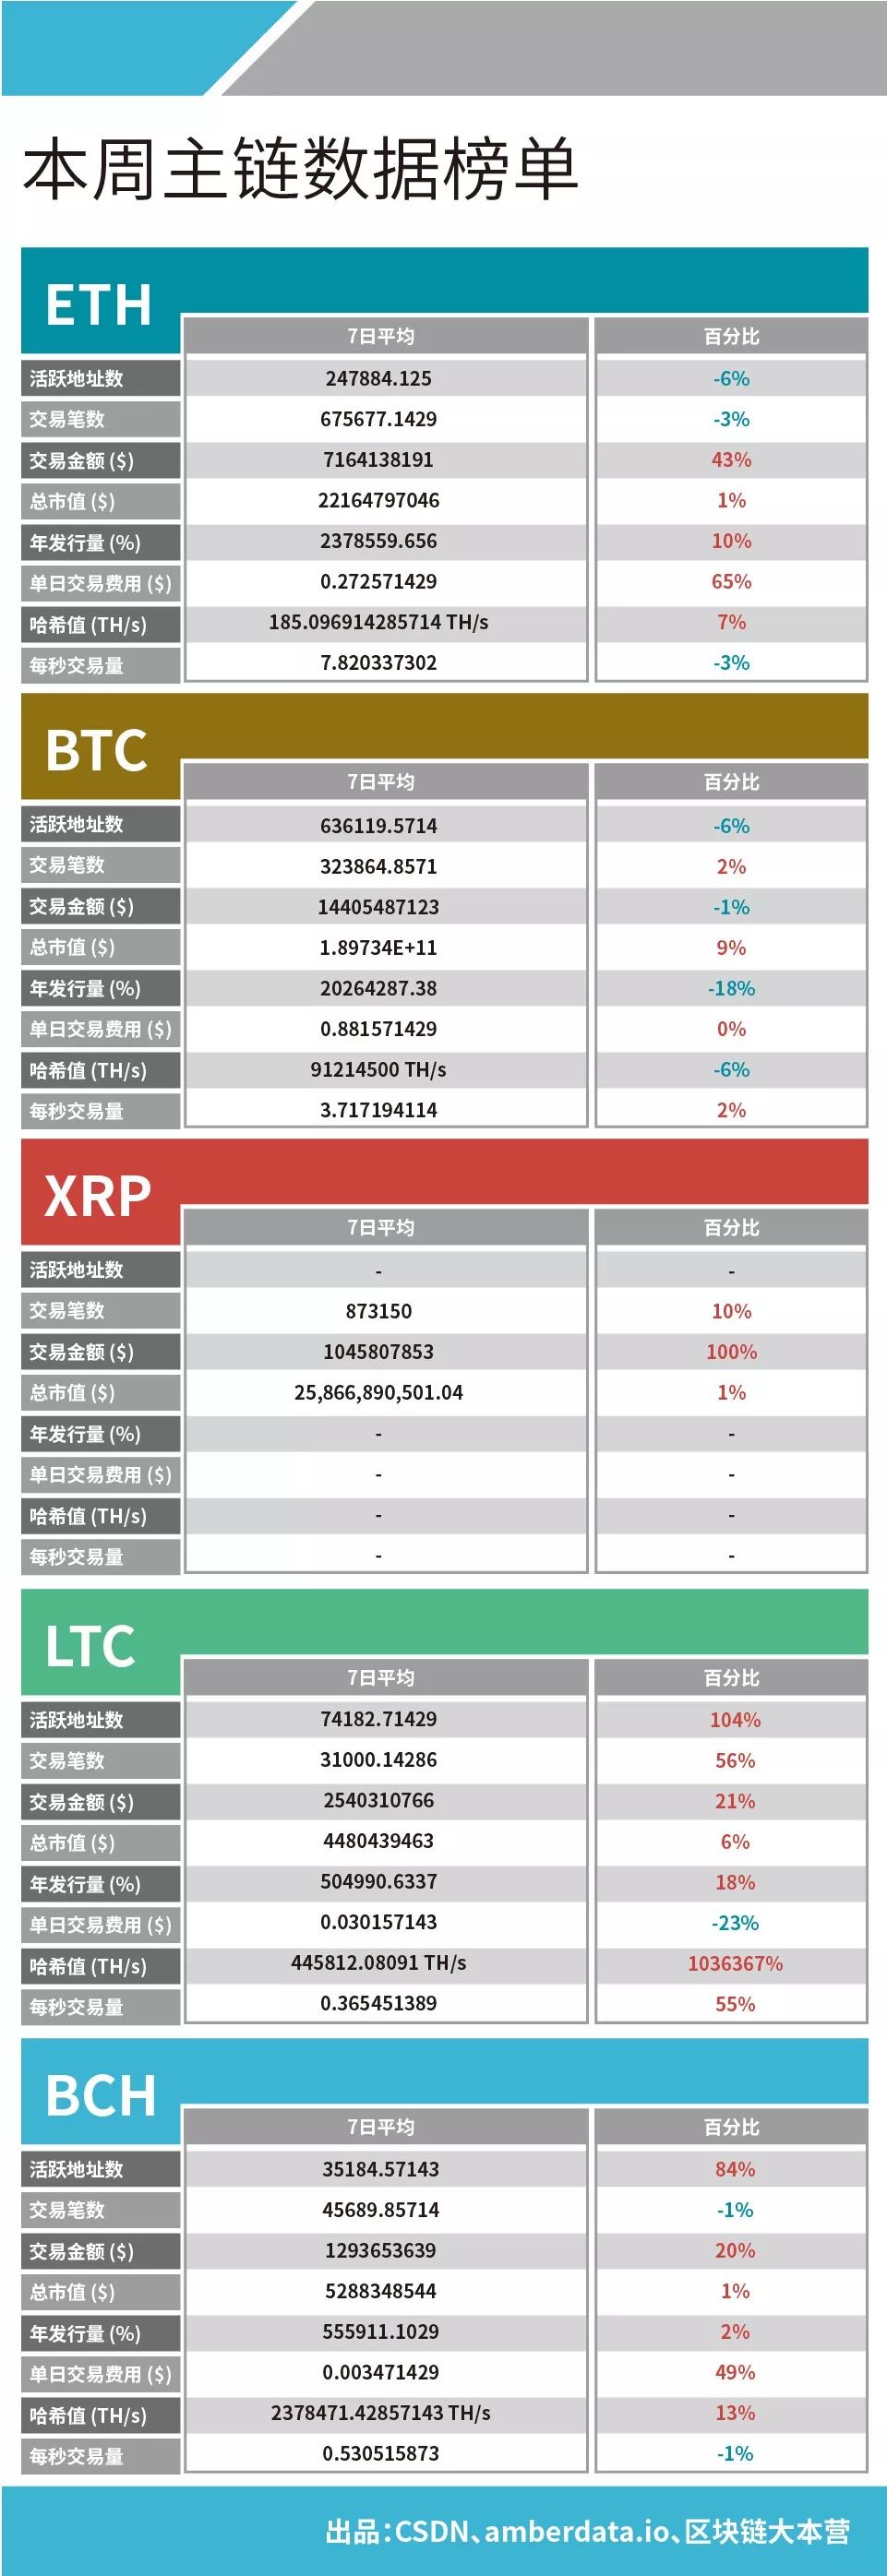 本周主链数据榜单
ETH
7日平均 百分比
活跃地址数 247884.125 -6%
交易笔数 675677.1429 -3%
交易金额 ($) 7164138191 43%
总市值 ($) 22164797046 1%
年发行量 (%) 2378559.656 10%
单日交易费用 ($) 0.272571429 65%
哈希值 (TH/s) 185.096914285714 TH/s 7%
每秒交易量 7.820337302 -3%
BTC
7日平均 百分比
活跃地址数 636119.5714 -6%
交易笔数 323864.8571 2%
交易金额 ($) 14405487123 -1%
总市值 ($) 1.89734E+11 9%
年发行量 (%) 20264287.38 -18%
单日交易费用 ($) 0.881571429 0%
哈希值 (TH/s) 91214500 TH/s -6%
每秒交易量 3.717194114 2%
XRP
7日平均 百分比
活跃地址数 - -
交易笔数 873150 10%
交易金额 ($) 1045807853 100%
总市值 ($) 25,866,890,501.04 1%
年发行量 (%) - -
单日交易费用 ($) - -
哈希值 (TH/s) - -
每秒交易量 - -
LTC
7日平均 百分比
活跃地址数 74182.71429 104%
交易笔数 31000.14286 56%
交易金额 ($) 2540310766 21%
总市值 ($) 4480439463 6%
年发行量 (%) 504990.6337 18%
单日交易费用 ($) 0.030157143 -23%
哈希值 (TH/s) 445812.08091 TH/s 1036367%
每秒交易量 0.365451389 55%
BCH
7日平均 百分比
活跃地址数 35184.57143 84%
交易笔数 45689.85714 -1%
交易金额 ($) 1293653639 20%
总市值 ($) 5288348544 1%
年发行量 (%) 555911.1029 2%
单日交易费用 ($) 0.003471429 49%
哈希值 (TH/s) 2378471.42857143 TH/s 13%
每秒交易量 0.530515873 -1%
出品：CSDN、amberdata.io、区块链大本营